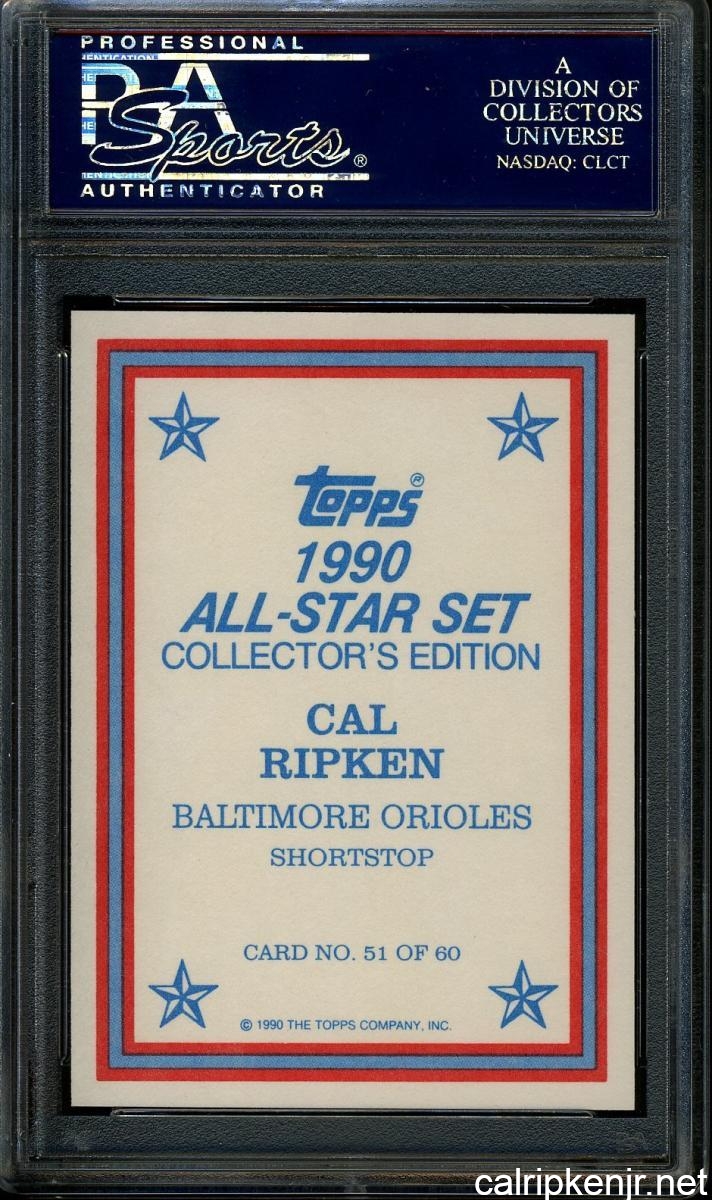 PROFESSIONAL
PSA
Sports®
AUTHENTICATOR
A
DIVISION OF
COLLECTORS
UNIVERSE
NASDAQ: CLCT
Topps®
1990
ALL-STAR SET
COLLECTOR'S EDITION
CAL
RIPKEN
BALTIMORE ORIOLES
SHORTSTOP
CARD NO. 51 OF 60
© 1990 THE TOPPS COMPANY, INC.
calripkenjr.net